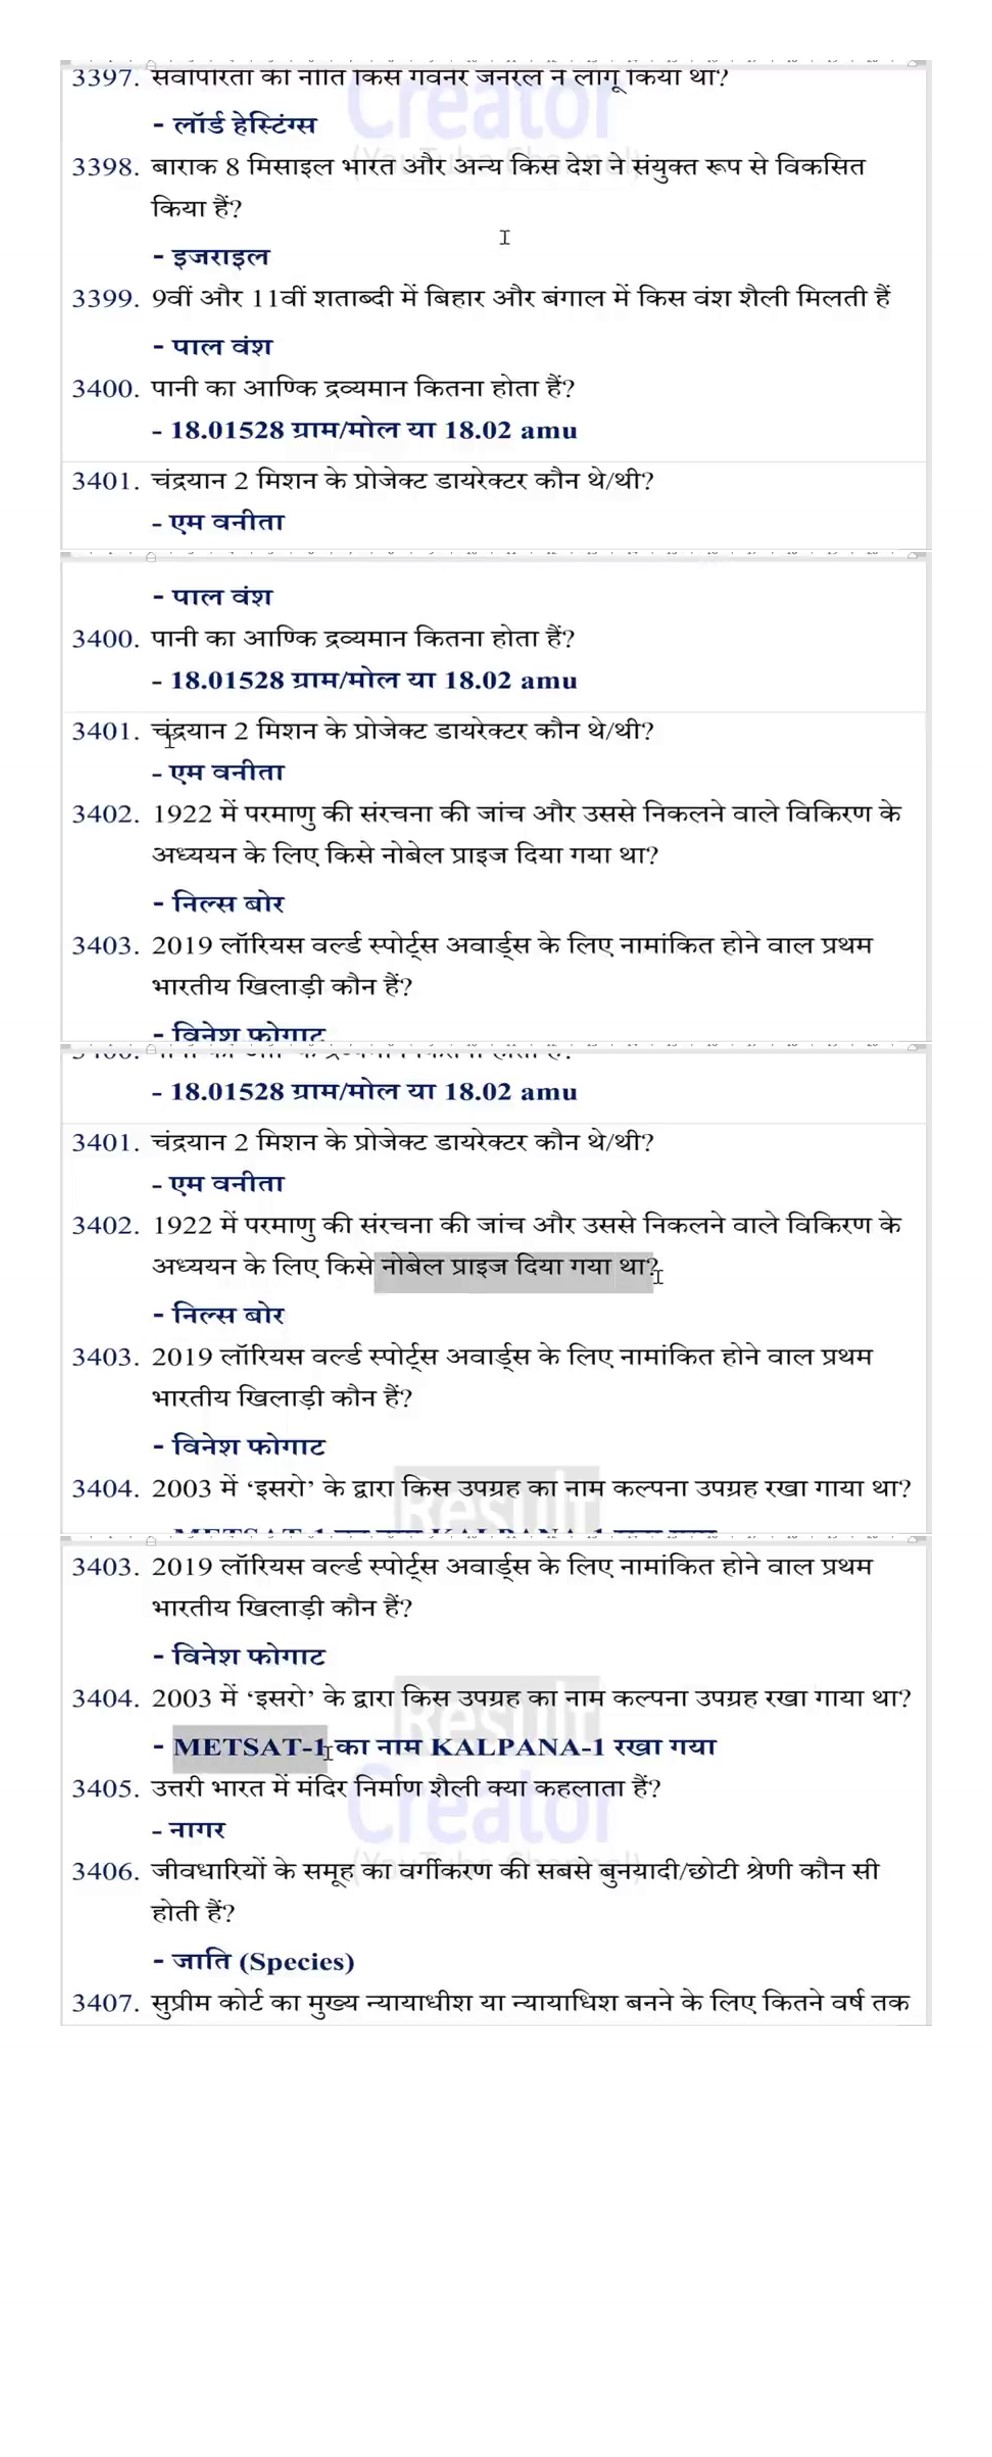 3397. सर्वोपरिता की नीति किस गवर्नर जनरल ने लागू किया था?
- लॉर्ड हेस्टिंग्स
3398. बाराक 8 मिसाइल भारत और अन्य किस देश ने संयुक्त रूप से विकसित
किया हैं?
- इजराइल
3399. 9वीं और 11वीं शताब्दी में बिहार और बंगाल में किस वंश शैली मिलती हैं
- पाल वंश
3400. पानी का आण्कि द्रव्यमान कितना होता हैं?
- 18.01528 ग्राम/मोल या 18.02 amu
3401. चंद्रयान 2 मिशन के प्रोजेक्ट डायरेक्टर कौन थे/थी?
- एम वनीता
- पाल वंश
3400. पानी का आण्कि द्रव्यमान कितना होता हैं?
- 18.01528 ग्राम/मोल या 18.02 amu
3401. चंद्रयान 2 मिशन के प्रोजेक्ट डायरेक्टर कौन थे/थी?
- एम वनीता
3402. 1922 में परमाणु की संरचना की जांच और उससे निकलने वाले विकिरण के
अध्ययन के लिए किसे नोबेल प्राइज दिया गया था?
- निल्स बोर
3403. 2019 लॉरियस वर्ल्ड स्पोर्ट्स अवार्ड्स के लिए नामांकित होने वाल प्रथम
भारतीय खिलाड़ी कौन हैं?
- विनेश फोगाट
- 18.01528 ग्राम/मोल या 18.02 amu
3401. चंद्रयान 2 मिशन के प्रोजेक्ट डायरेक्टर कौन थे/थी?
- एम वनीता
3402. 1922 में परमाणु की संरचना की जांच और उससे निकलने वाले विकिरण के
अध्ययन के लिए किसे नोबेल प्राइज दिया गया था?
- निल्स बोर
3403. 2019 लॉरियस वर्ल्ड स्पोर्ट्स अवार्ड्स के लिए नामांकित होने वाल प्रथम
भारतीय खिलाड़ी कौन हैं?
- विनेश फोगाट
3404. 2003 में ‘इसरो’ के द्वारा किस उपग्रह का नाम कल्पना उपग्रह रखा गाया था?
3403. 2019 लॉरियस वर्ल्ड स्पोर्ट्स अवार्ड्स के लिए नामांकित होने वाल प्रथम
भारतीय खिलाड़ी कौन हैं?
- विनेश फोगाट
3404. 2003 में ‘इसरो’ के द्वारा किस उपग्रह का नाम कल्पना उपग्रह रखा गाया था?
- METSAT-1 का नाम KALPANA-1 रखा गया
3405. उत्तरी भारत में मंदिर निर्माण शैली क्या कहलाता हैं?
- नागर
3406. जीवधारियों के समूह का वर्गीकरण की सबसे बुनयादी/छोटी श्रेणी कौन सी
होती हैं?
- जाति (Species)
3407. सुप्रीम कोर्ट का मुख्य न्यायाधीश या न्यायाधिश बनने के लिए कितने वर्ष तक